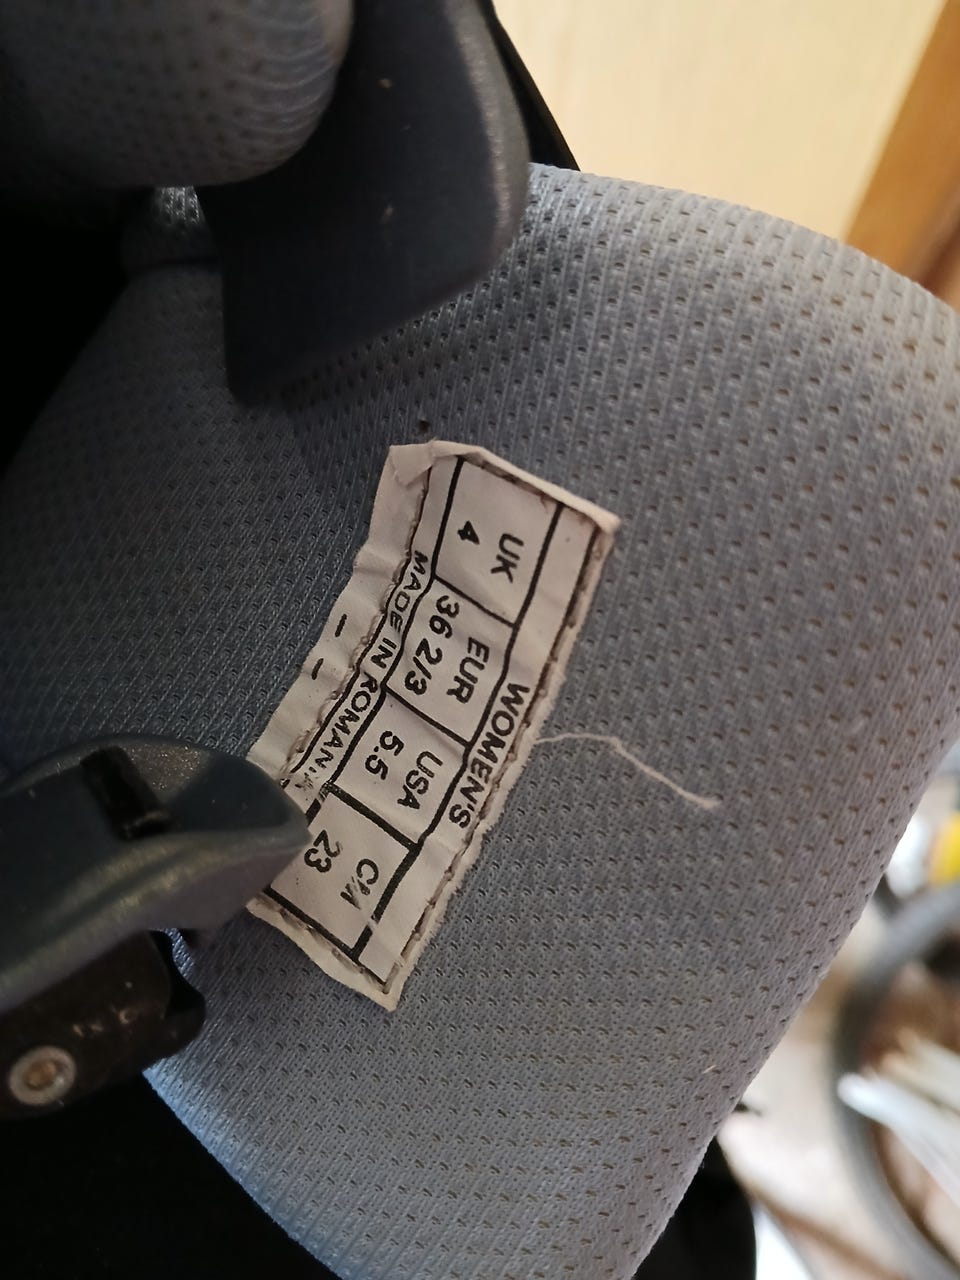 WOMEN'S
UK EUR USA CM
4 36 2/3 5.5 23
MADE IN ROMANIA